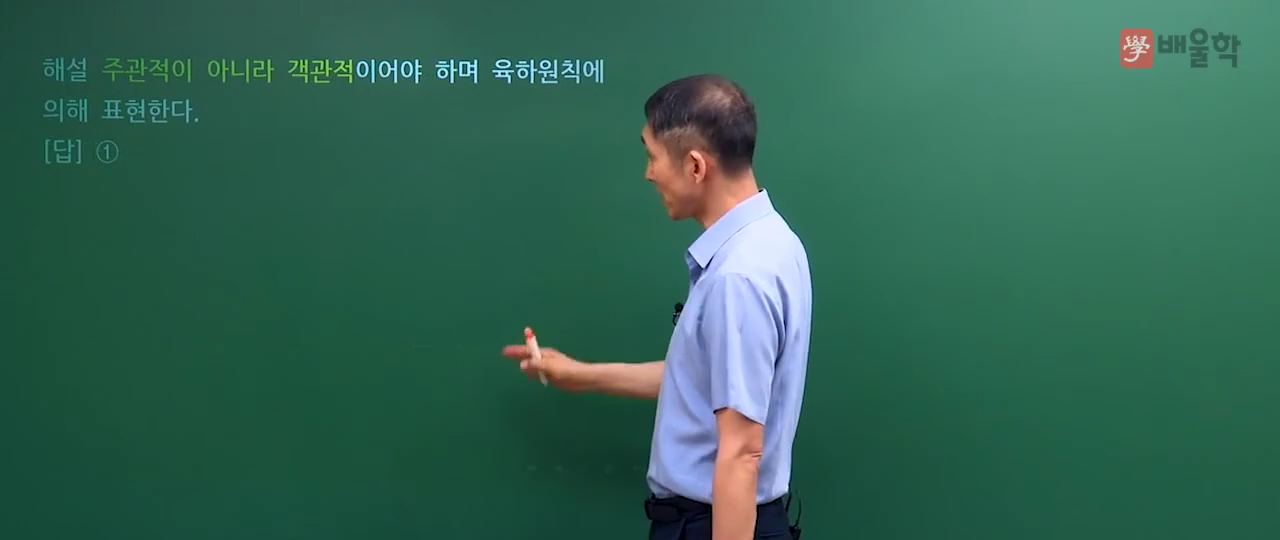 해설 주관적이 아니라 객관적이어야 하며 육하원칙에
의해 표현한다.
[답] ①
學 배울학